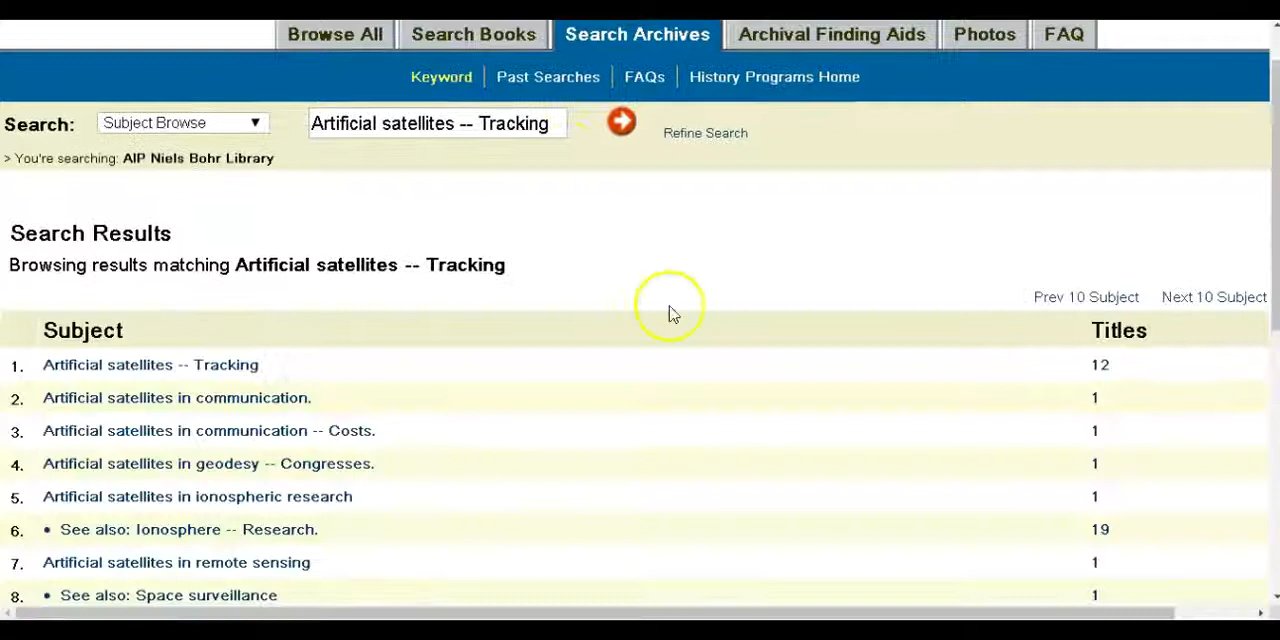 Browse All Search Books Search Archives Archival Finding Aids Photos FAQ
Keyword Past Searches FAQs History Programs Home
Search: Subject Browse Artificial satellites -- Tracking Refine Search
> You're searching: AIP Niels Bohr Library
Search Results
Browsing results matching Artificial satellites -- Tracking
Prev 10 Subject Next 10 Subject
Subject Titles
1. Artificial satellites -- Tracking 12
2. Artificial satellites in communication. 1
3. Artificial satellites in communication -- Costs. 1
4. Artificial satellites in geodesy -- Congresses. 1
5. Artificial satellites in ionospheric research 1
6. • See also: Ionosphere -- Research. 19
7. Artificial satellites in remote sensing 1
8. • See also: Space surveillance 1